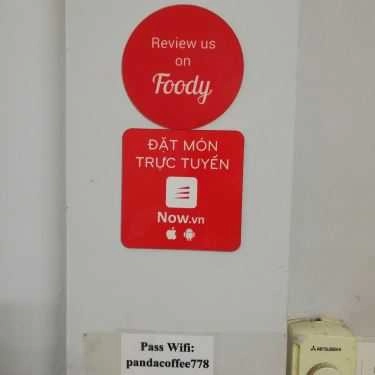 Review us
on
Foody
ĐẶT MÓN
TRỰC TUYẾN
Now.vn
Pass Wifi:
pandacoffee778
MITSUBISHI